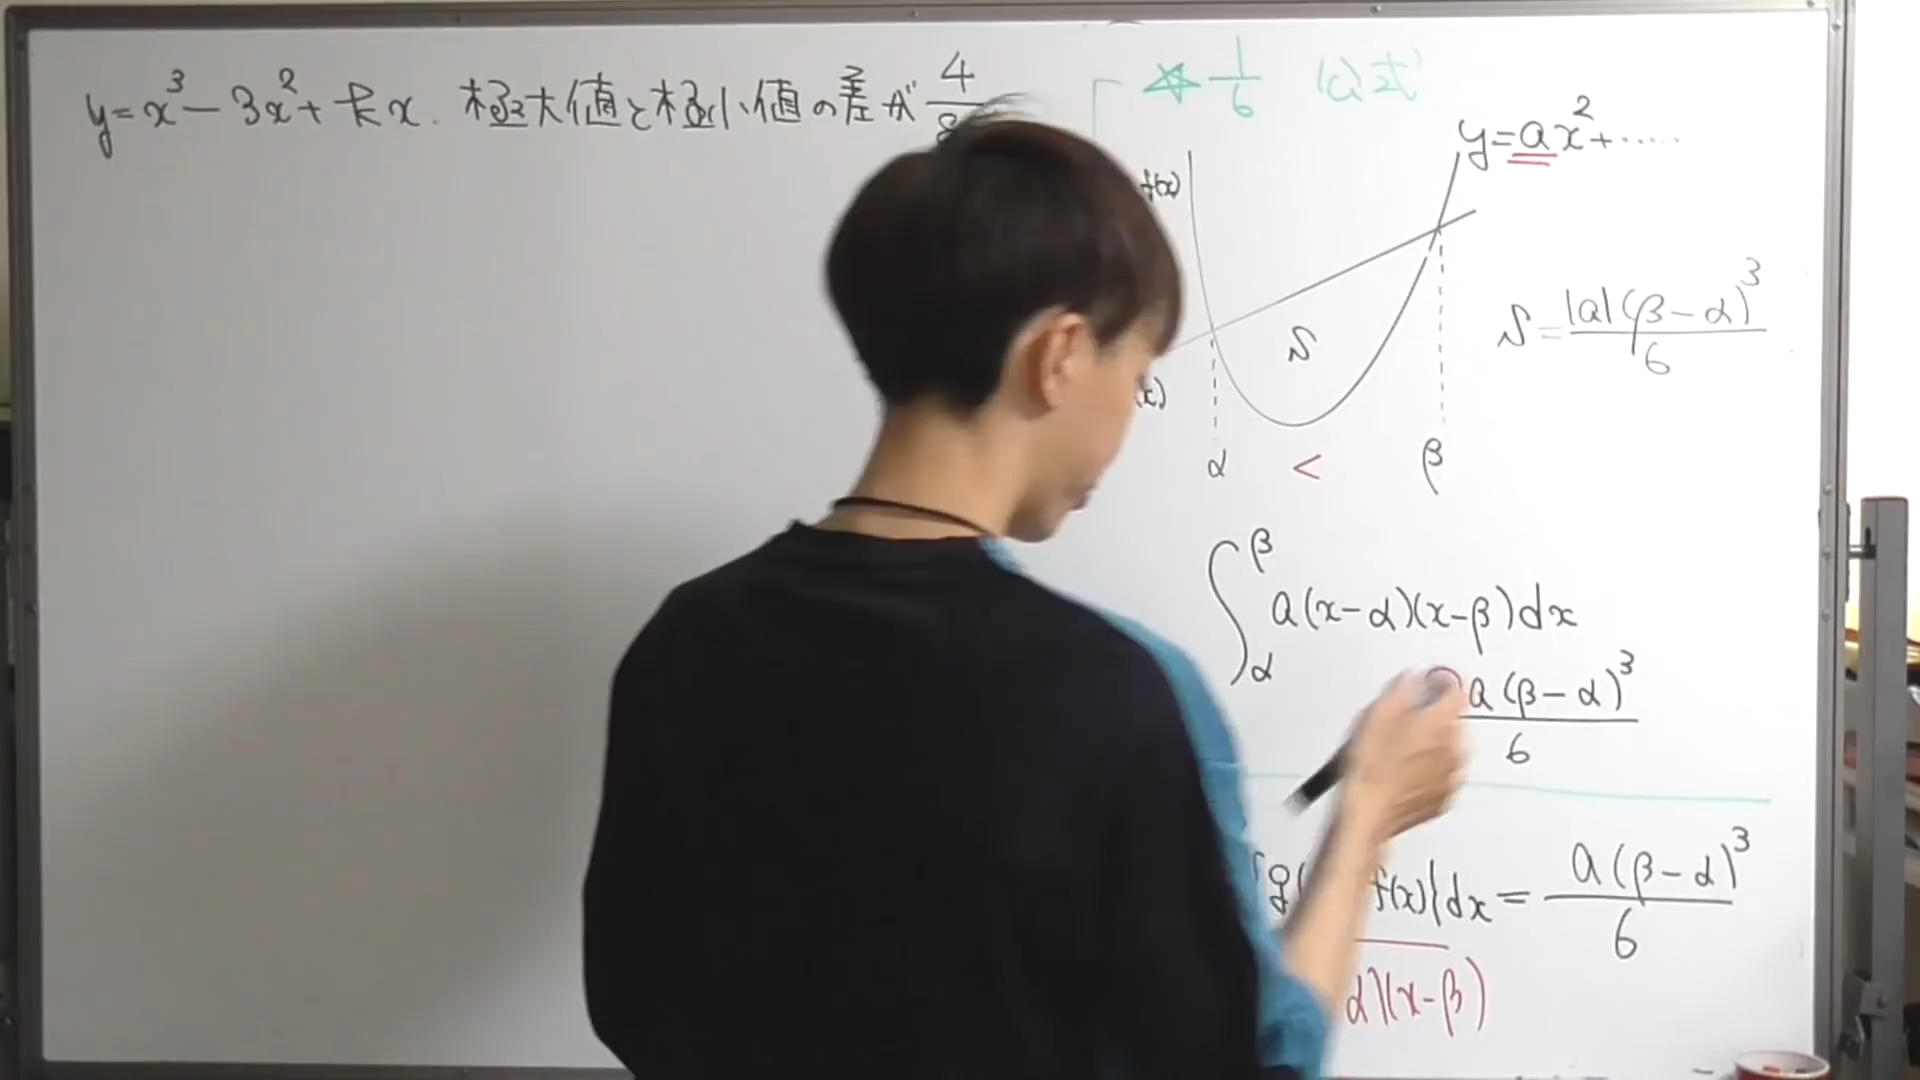 y=x³-3x²+kx. 極大値と極小値の差が 4
☆ 1/6 公式
y=ax²+……
f(x)
S
S=|a|(β-α)³/6
α < β
∫_α^β a(x-α)(x-β)dx
a(β-α)³/6
f(x)}dx = a(β-α)³/6
α)(x-β)